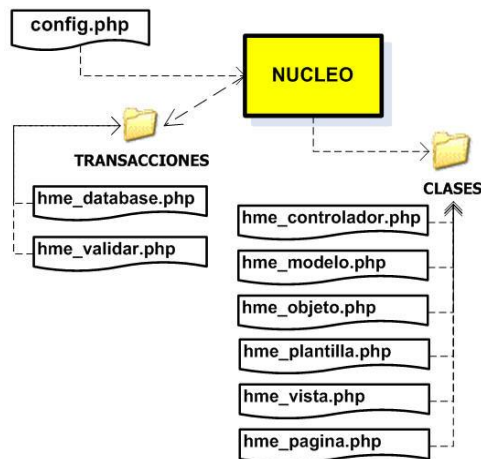 config.php
NUCLEO
TRANSACCIONES
hme_database.php
hme_validar.php
CLASES
hme_controlador.php
hme_modelo.php
hme_objeto.php
hme_plantilla.php
hme_vista.php
hme_pagina.php